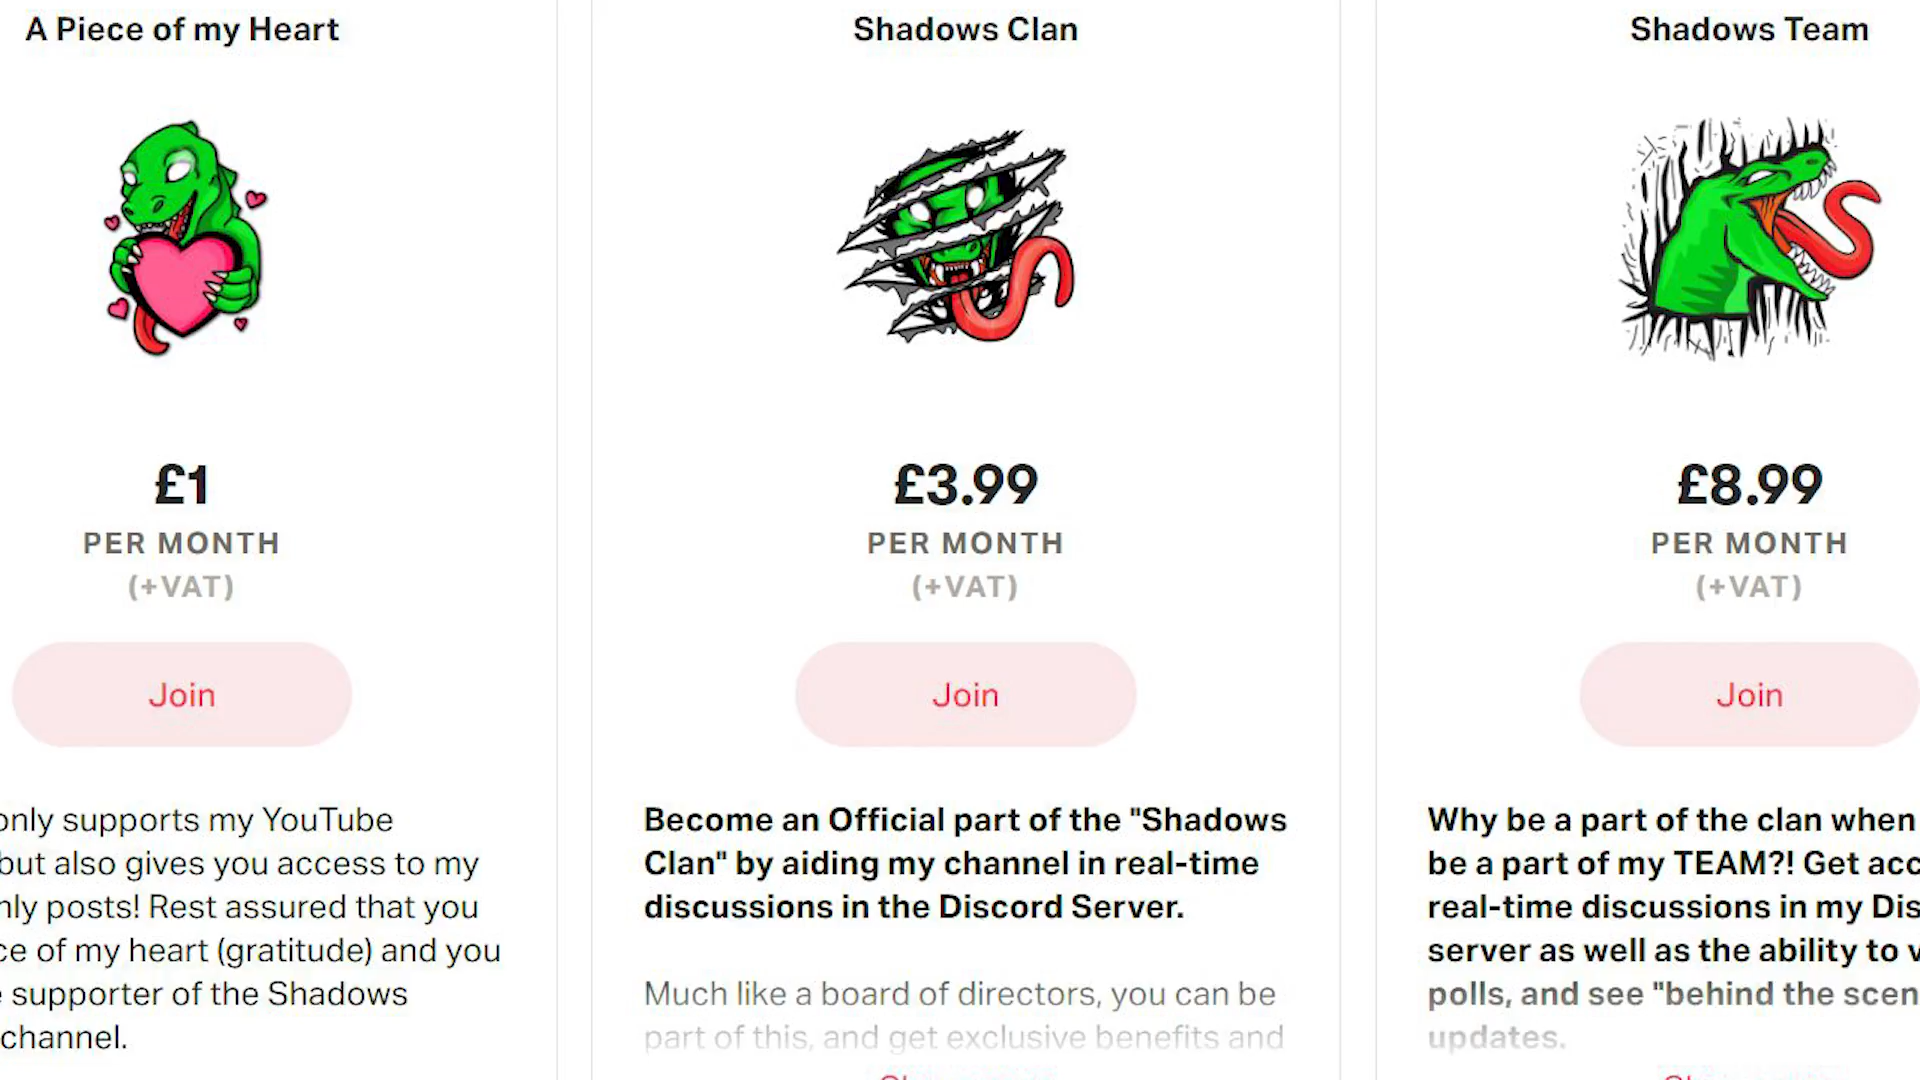 A Piece of my Heart
£1
PER MONTH
(+VAT)
Join
only supports my YouTube
but also gives you access to my
posts! Rest assured that you
of my heart (gratitude) and you
supporter of the Shadows
channel.
Shadows Clan
£3.99
PER MONTH
(+VAT)
Join
Become an Official part of the "Shadows
Clan" by aiding my channel in real-time
discussions in the Discord Server.
Much like a board of directors, you can be
part of this, and get exclusive benefits and
Shadows Team
£8.99
PER MONTH
(+VAT)
Join
Why be a part of the clan when
be a part of my TEAM?! Get
real-time discussions in my
server as well as the ability to
polls, and see "behind the
updates.